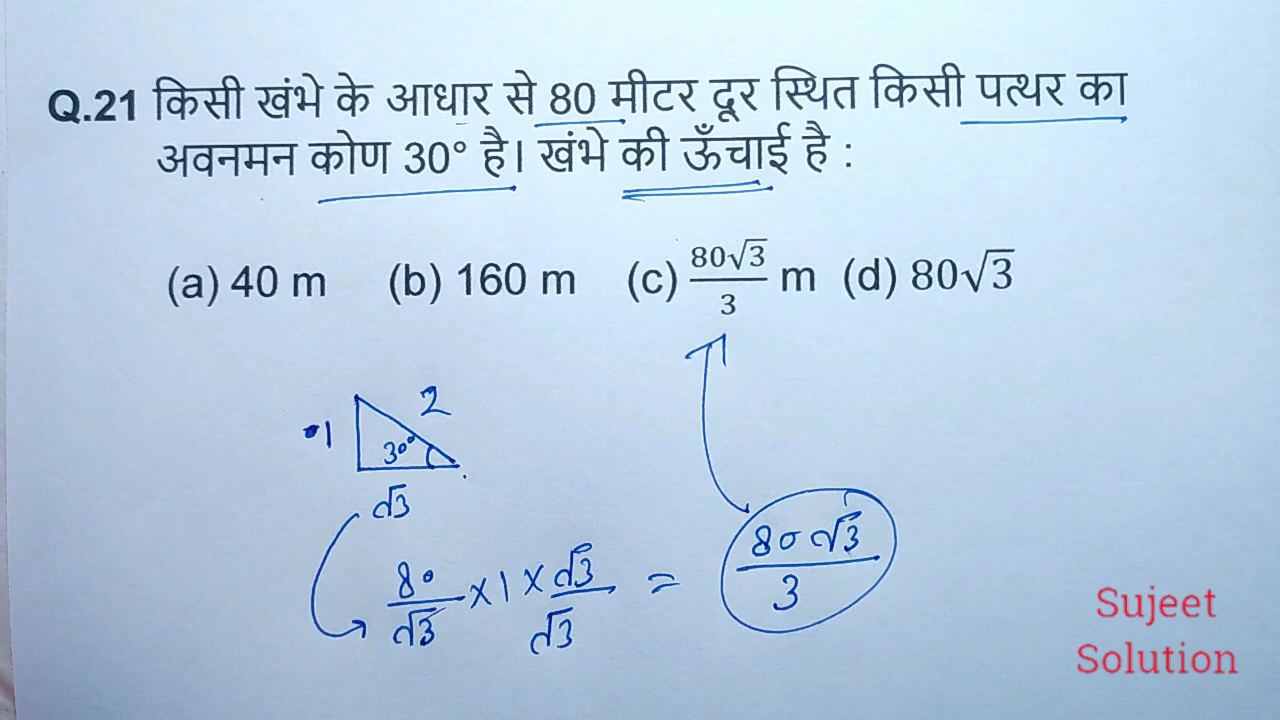 Q.21 किसी खंभे के आधार से 80 मीटर दूर स्थित किसी पत्थर का
अवनमन कोण 30° है। खंभे की ऊँचाई है :
(a) 40 m (b) 160 m (c) 80√3/3 m (d) 80√3
1 2
30°
√3
80/√3 × 1 × √3/√3 = 80√3/3
Sujeet
Solution